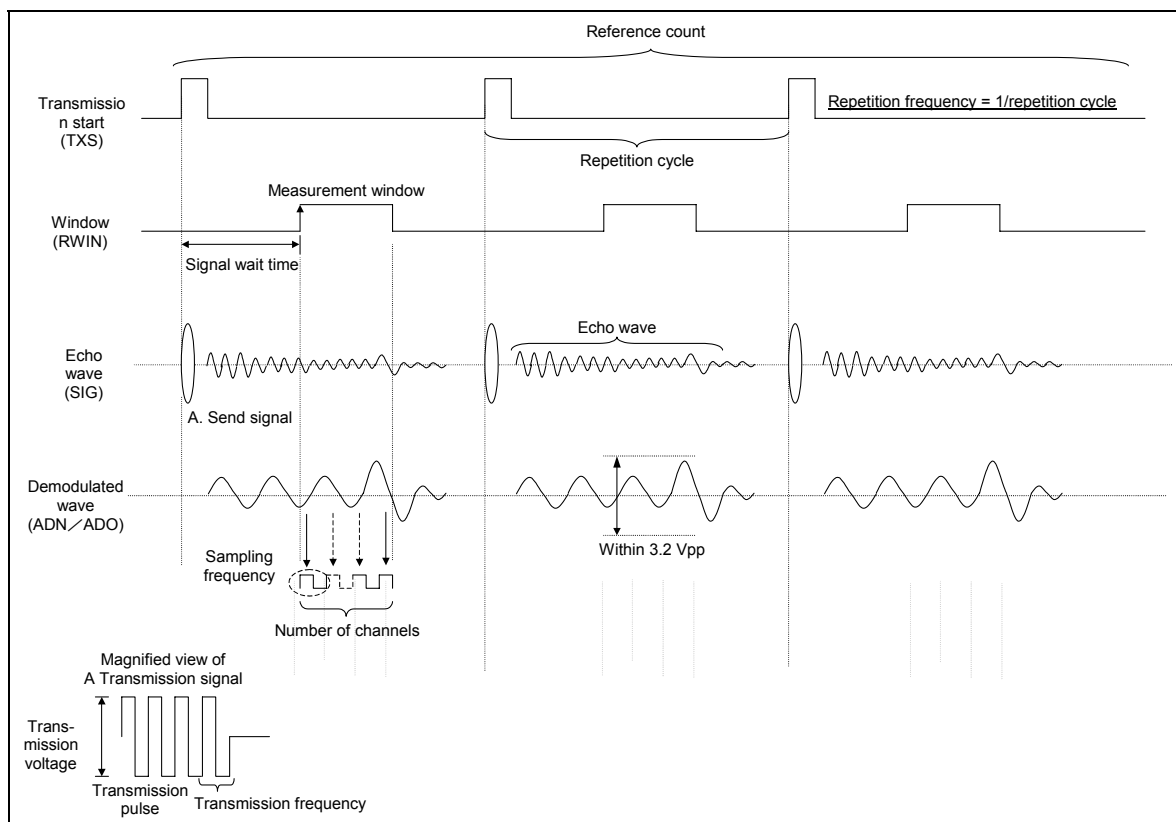 Reference count
Transmissio
n start
(TXS)
Repetition frequency = 1/repetition cycle
Repetition cycle
Measurement window
Window
(RWIN)
Signal wait time
Echo wave
Echo
wave
(SIG)
A. Send signal
Demodulated
wave
(ADN／ADO)
Within 3.2 Vpp
Sampling
frequency
Number of channels
Magnified view of
A Transmission signal
Trans-
mission
voltage
Transmission
pulse
Transmission frequency